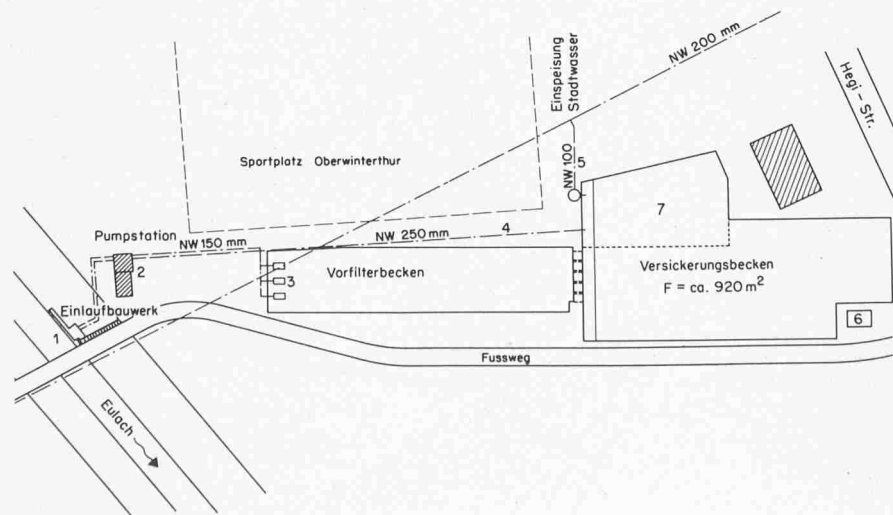 NW 200 mm
Einspeisung
Stadtwasser
Hegi - Str.
Sportplatz Oberwinterthur
NW 100
5
7
Pumpstation
NW 150 mm
NW 250 mm
4
2
Vorfilterbecken
3
Versickerungsbecken
F = ca. 920 m²
Einlaufbauwerk
6
1
Fussweg
Eulach